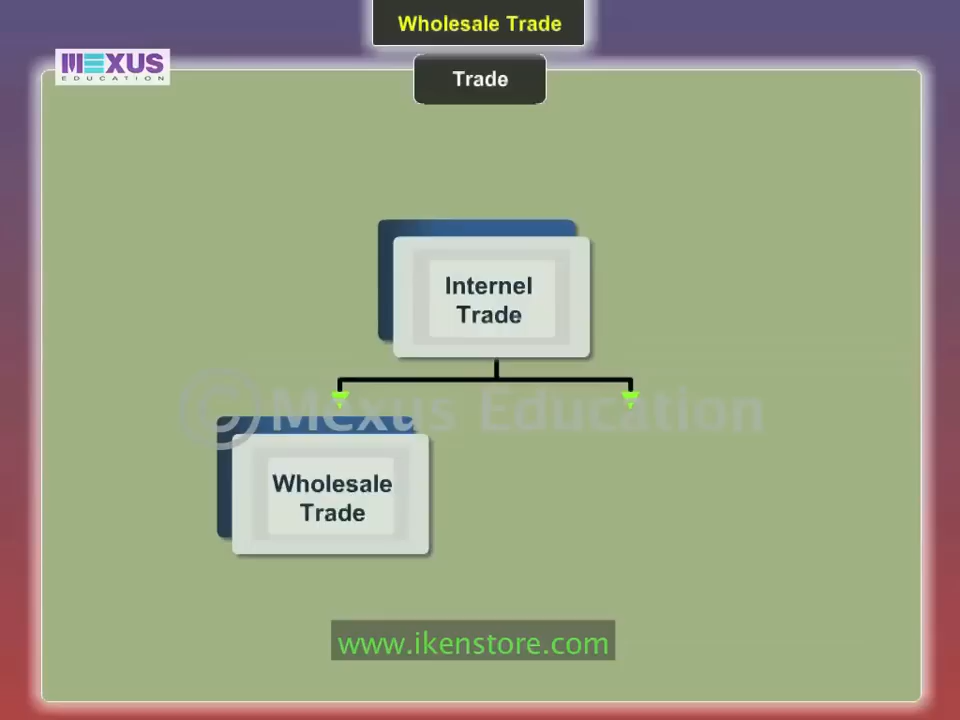 Wholesale Trade
MEXUS
EDUCATION
Trade
Internel
Trade
© Mexus Education
Wholesale
Trade
www.ikenstore.com